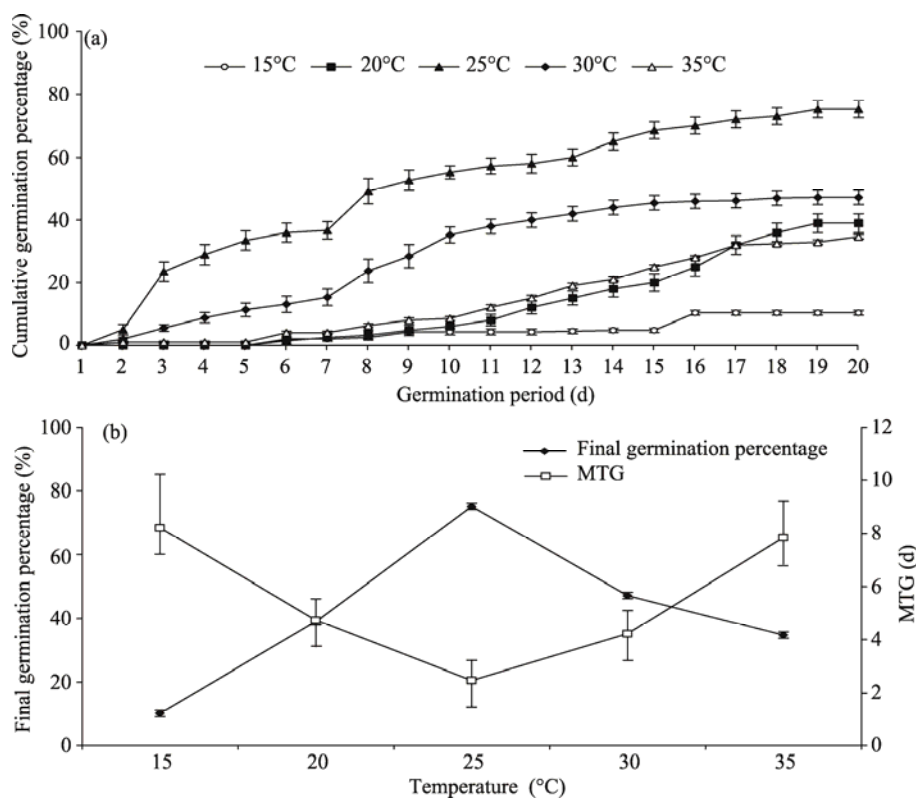 (a)
15°C 20°C 25°C 30°C 35°C
Cumulative germination percentage (%)
100
80
60
40
20
0
1 2 3 4 5 6 7 8 9 10 11 12 13 14 15 16 17 18 19 20
Germination period (d)
(b)
Final germination percentage
MTG
Final germination percentage (%)
100
80
60
40
20
0
12
10
8
6
4
2
0
MTG (d)
15 20 25 30 35
Temperature (°C)